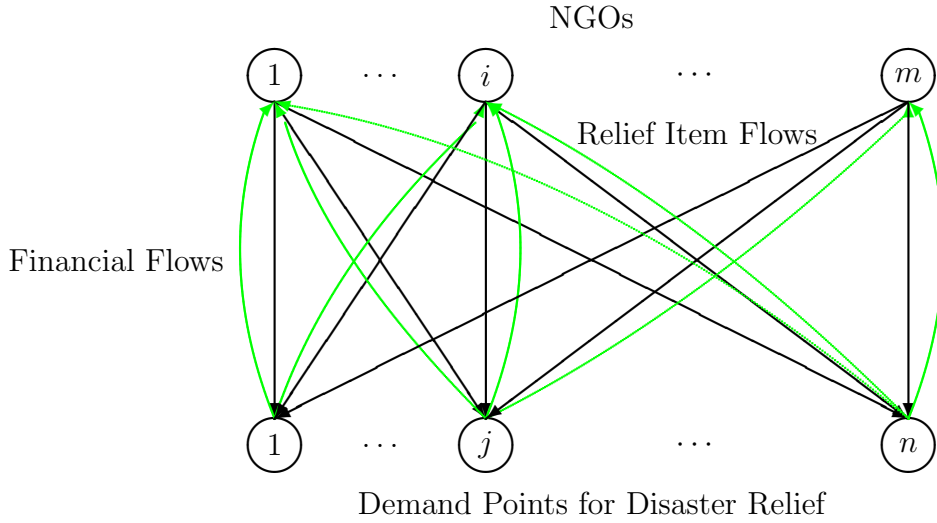 NGOs
1 ... i ... m
Relief Item Flows
Financial Flows
1 ... j ... n
Demand Points for Disaster Relief